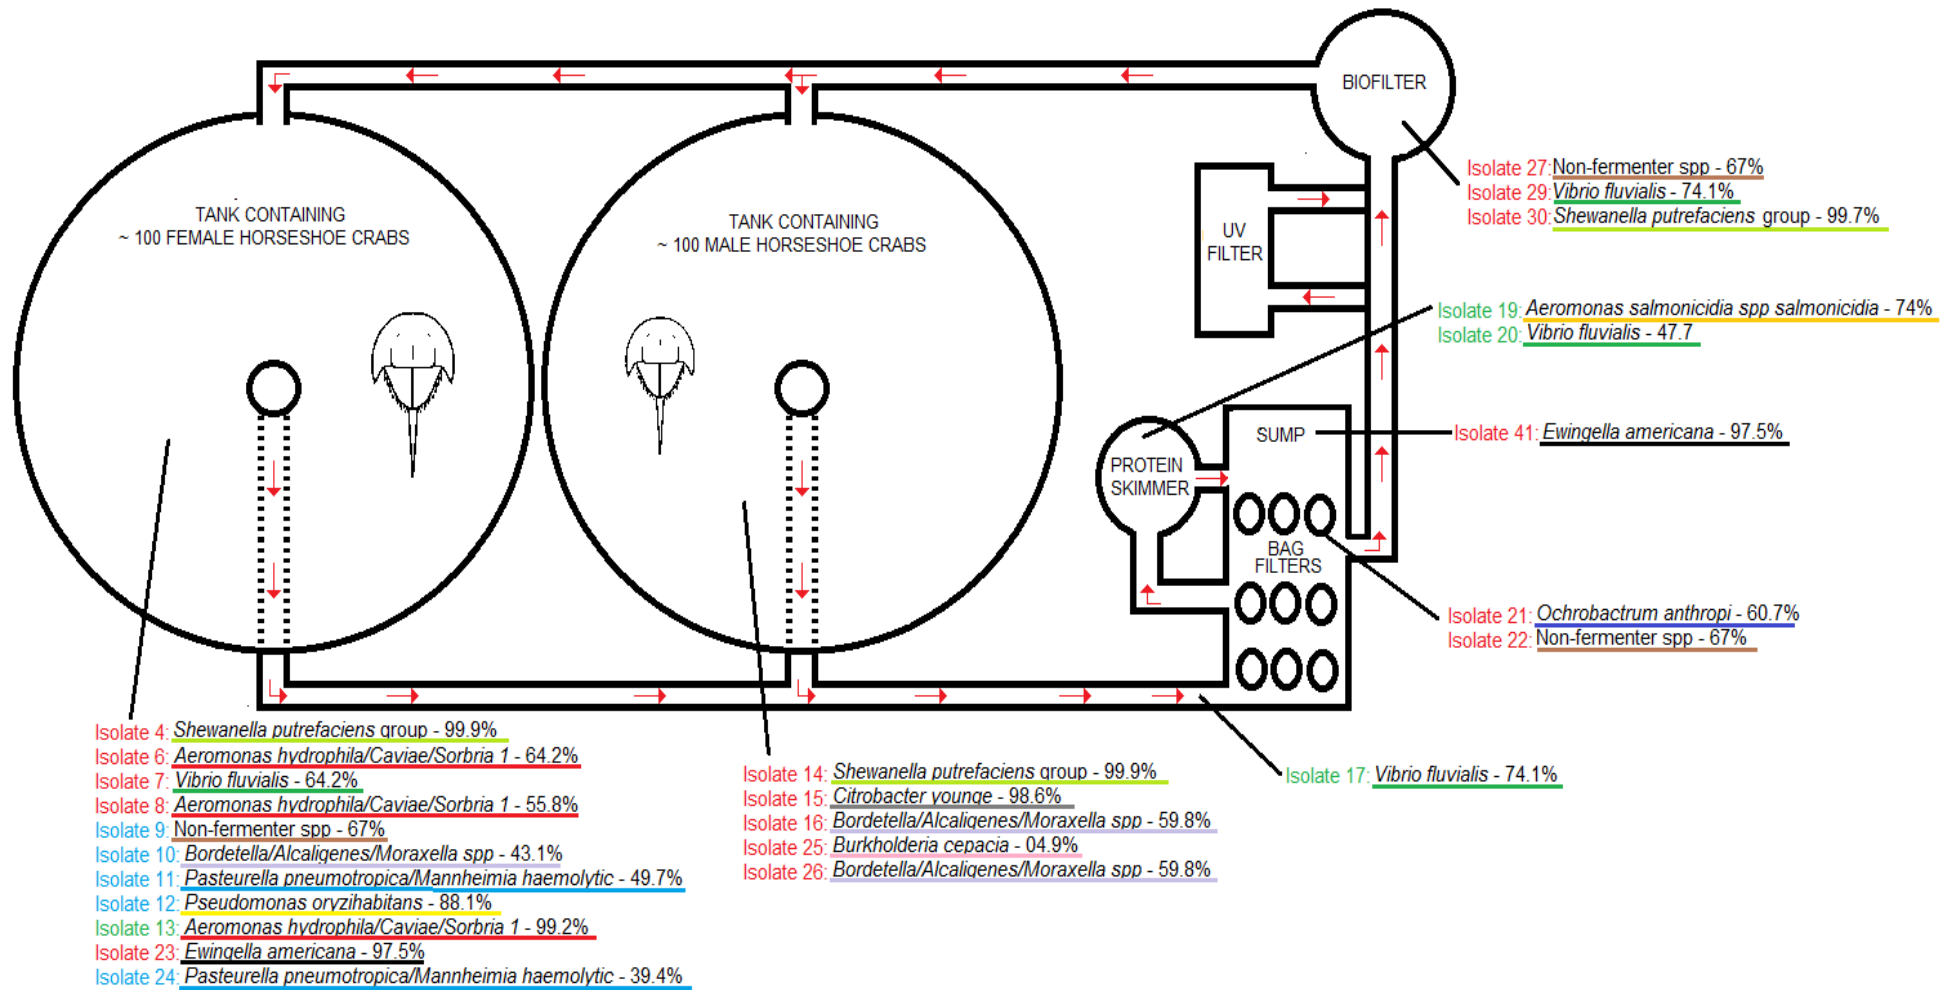 BIOFILTER
TANK CONTAINING
~ 100 FEMALE HORSESHOE CRABS
TANK CONTAINING
~ 100 MALE HORSESHOE CRABS
UV
FILTER
Isolate 27: Non-fermenter spp - 67%
Isolate 29: Vibrio fluvialis - 74.1%
Isolate 30: Shewanella putrefaciens group - 99.7%
Isolate 19: Aeromonas salmonicidia spp salmonicidia - 74%
Isolate 20: Vibrio fluvialis - 47.7
SUMP
Isolate 41: Ewingella americana - 97.5%
PROTEIN
SKIMMER
BAG
FILTERS
Isolate 21: Ochrobactrum anthropi - 60.7%
Isolate 22: Non-fermenter spp - 67%
Isolate 4: Shewanella putrefaciens group - 99.9%
Isolate 6: Aeromonas hydrophila/Caviae/Sorbria 1 - 64.2%
Isolate 7: Vibrio fluvialis - 64.2%
Isolate 8: Aeromonas hydrophila/Caviae/Sorbria 1 - 55.8%
Isolate 9: Non-fermenter spp - 67%
Isolate 10: Bordetella/Alcaligenes/Moraxella spp - 43.1%
Isolate 11: Pasteurella pneumotropica/Mannheimia haemolytic - 49.7%
Isolate 12: Pseudomonas oryzihabitans - 88.1%
Isolate 13: Aeromonas hydrophila/Caviae/Sorbria 1 - 99.2%
Isolate 23: Ewingella americana - 97.5%
Isolate 24: Pasteurella pneumotropica/Mannheimia haemolytic - 39.4%
Isolate 14: Shewanella putrefaciens group - 99.9%
Isolate 15: Citrobacter younge - 98.6%
Isolate 16: Bordetella/Alcaligenes/Moraxella spp - 59.8%
Isolate 25: Burkholderia cepacia - 04.9%
Isolate 26: Bordetella/Alcaligenes/Moraxella spp - 59.8%
Isolate 17: Vibrio fluvialis - 74.1%